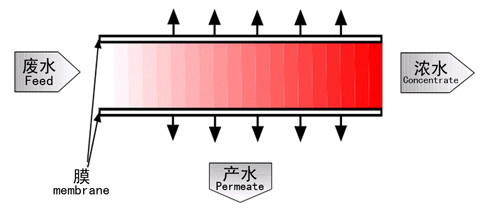 废水
Feed
浓水
Concentrate
膜
membrane
产水
Permeate